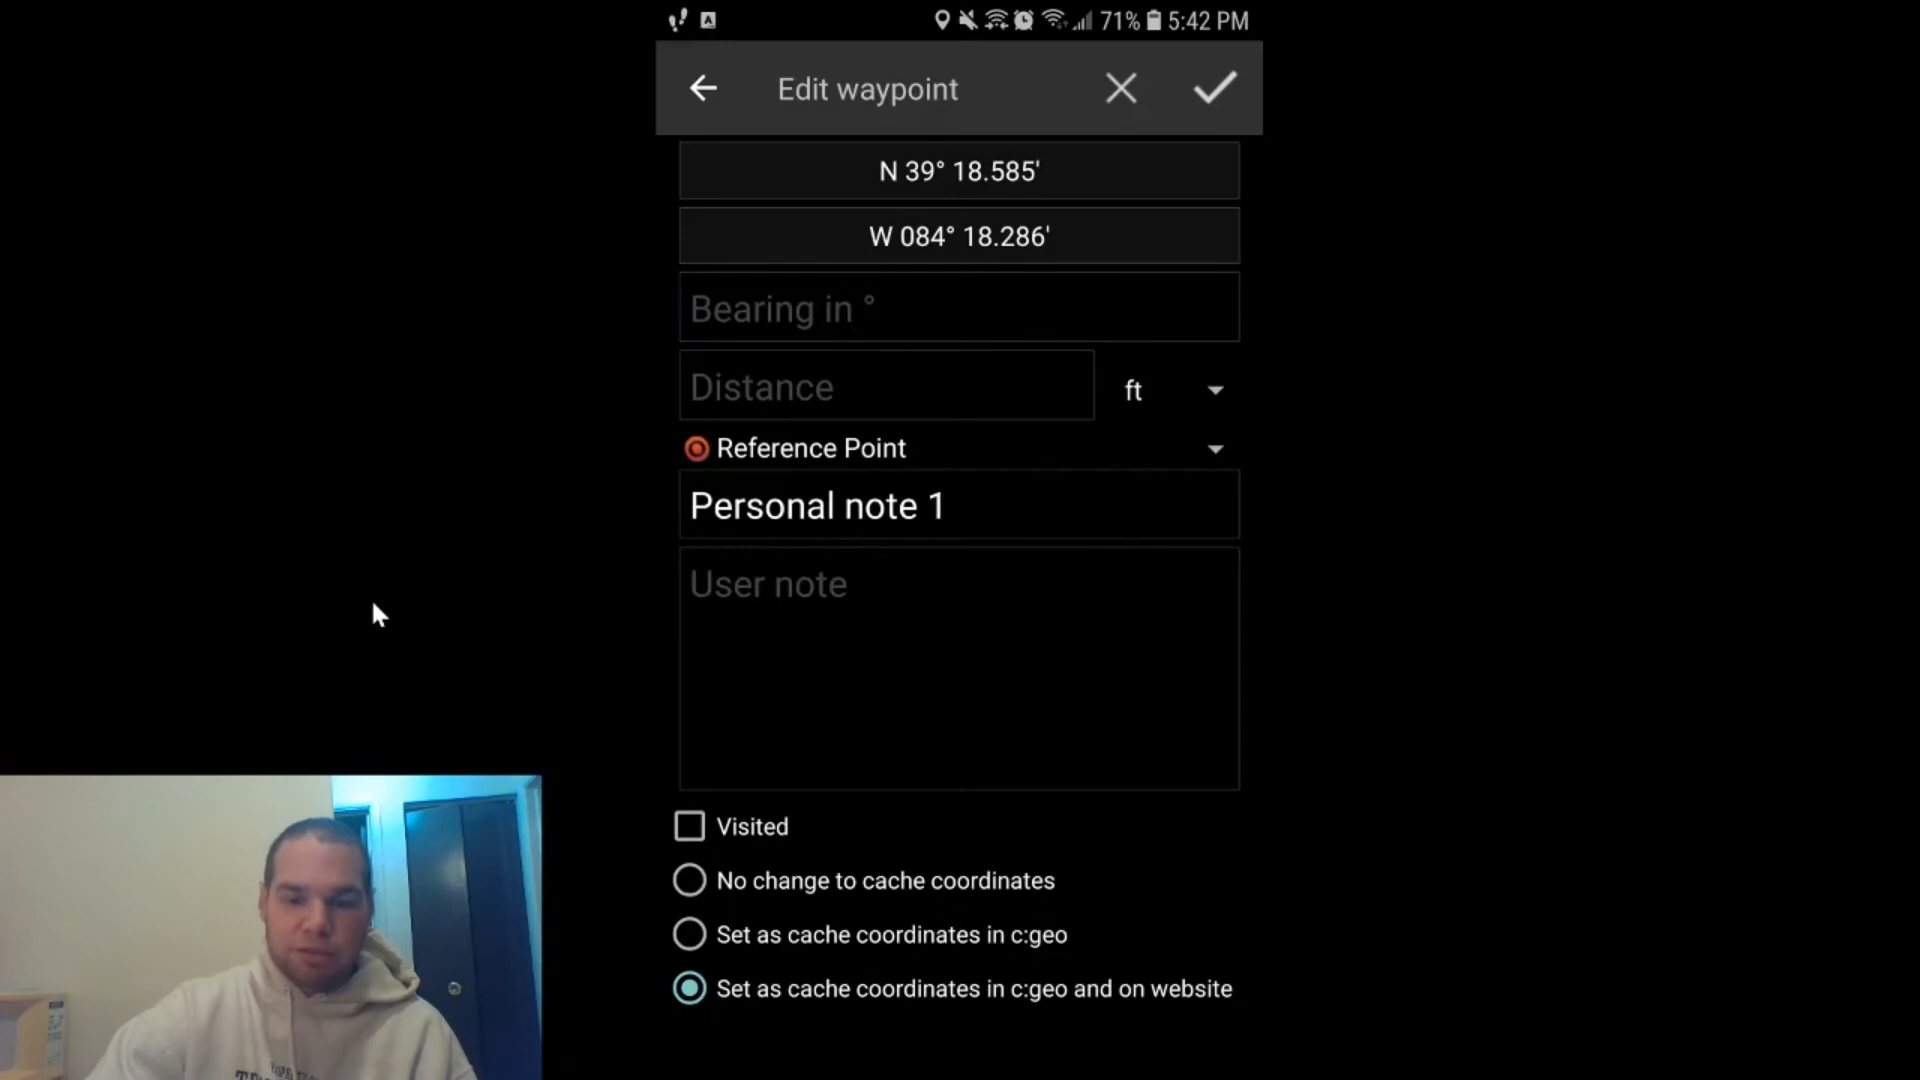 71% 5:42 PM
Edit waypoint
N 39° 18.585'
W 084° 18.286'
Bearing in °
Distance
ft
Reference Point
Personal note 1
User note
Visited
No change to cache coordinates
Set as cache coordinates in c:geo
Set as cache coordinates in c:geo and on website